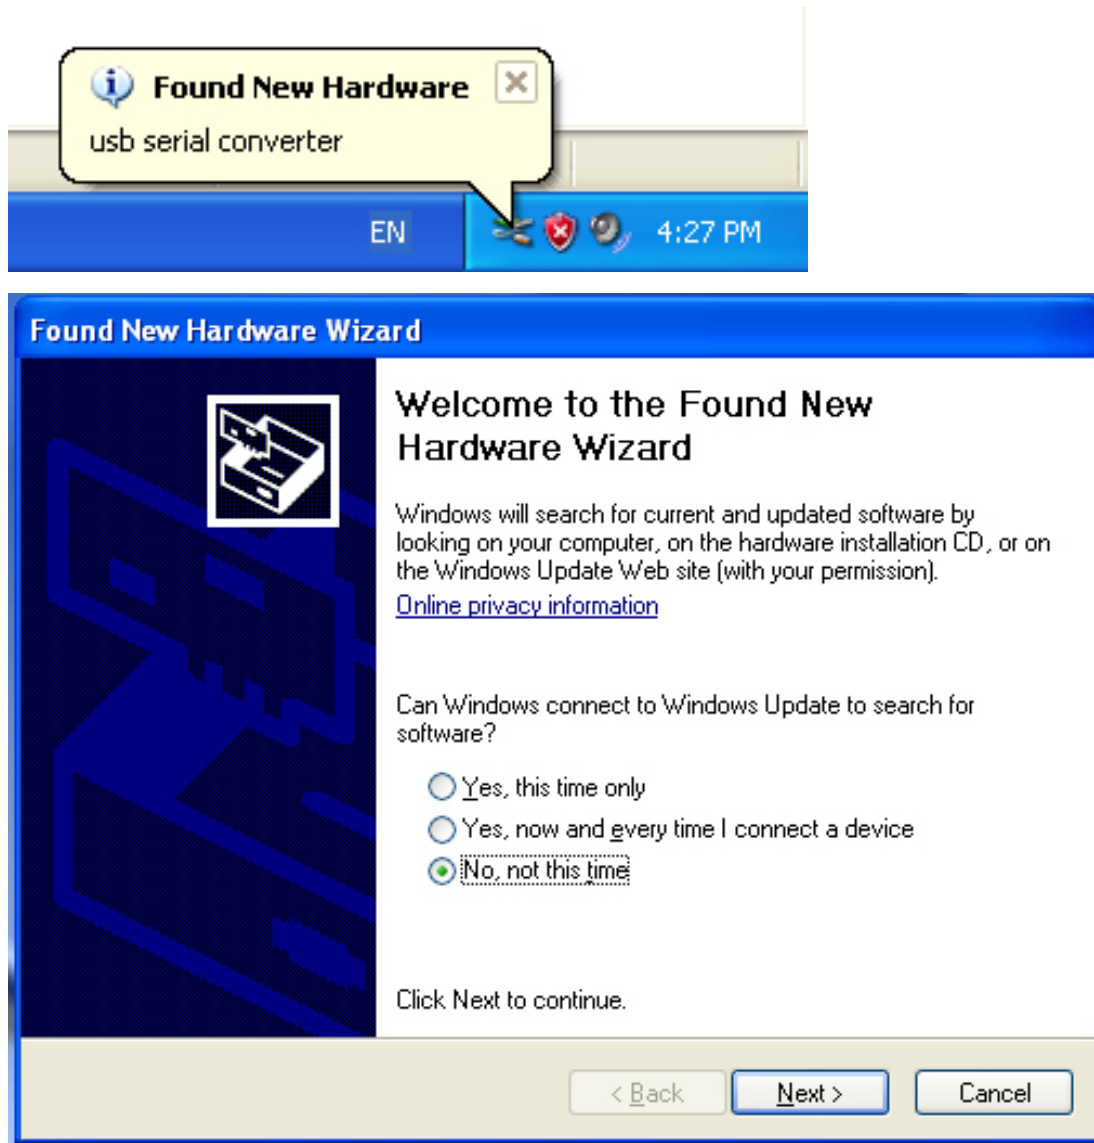 Found New Hardware
usb serial converter
EN
4:27 PM
Found New Hardware Wizard
Welcome to the Found New
Hardware Wizard
Windows will search for current and updated software by
looking on your computer, on the hardware installation CD, or on
the Windows Update Web site (with your permission).
Online privacy information
Can Windows connect to Windows Update to search for
software?
Yes, this time only
Yes, now and every time I connect a device
No, not this time
Click Next to continue.
< Back
Next >
Cancel